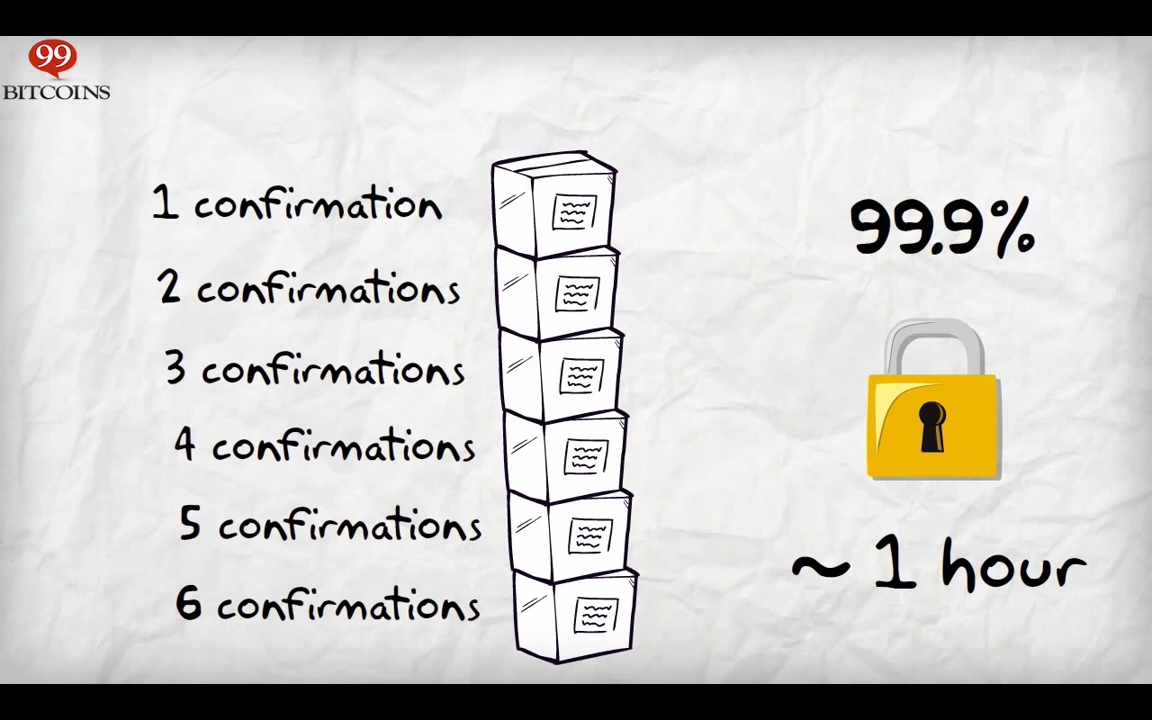 99
BITCOINS
1 confirmation
2 confirmations
3 confirmations
4 confirmations
5 confirmations
6 confirmations
99.9%
~ 1 hour